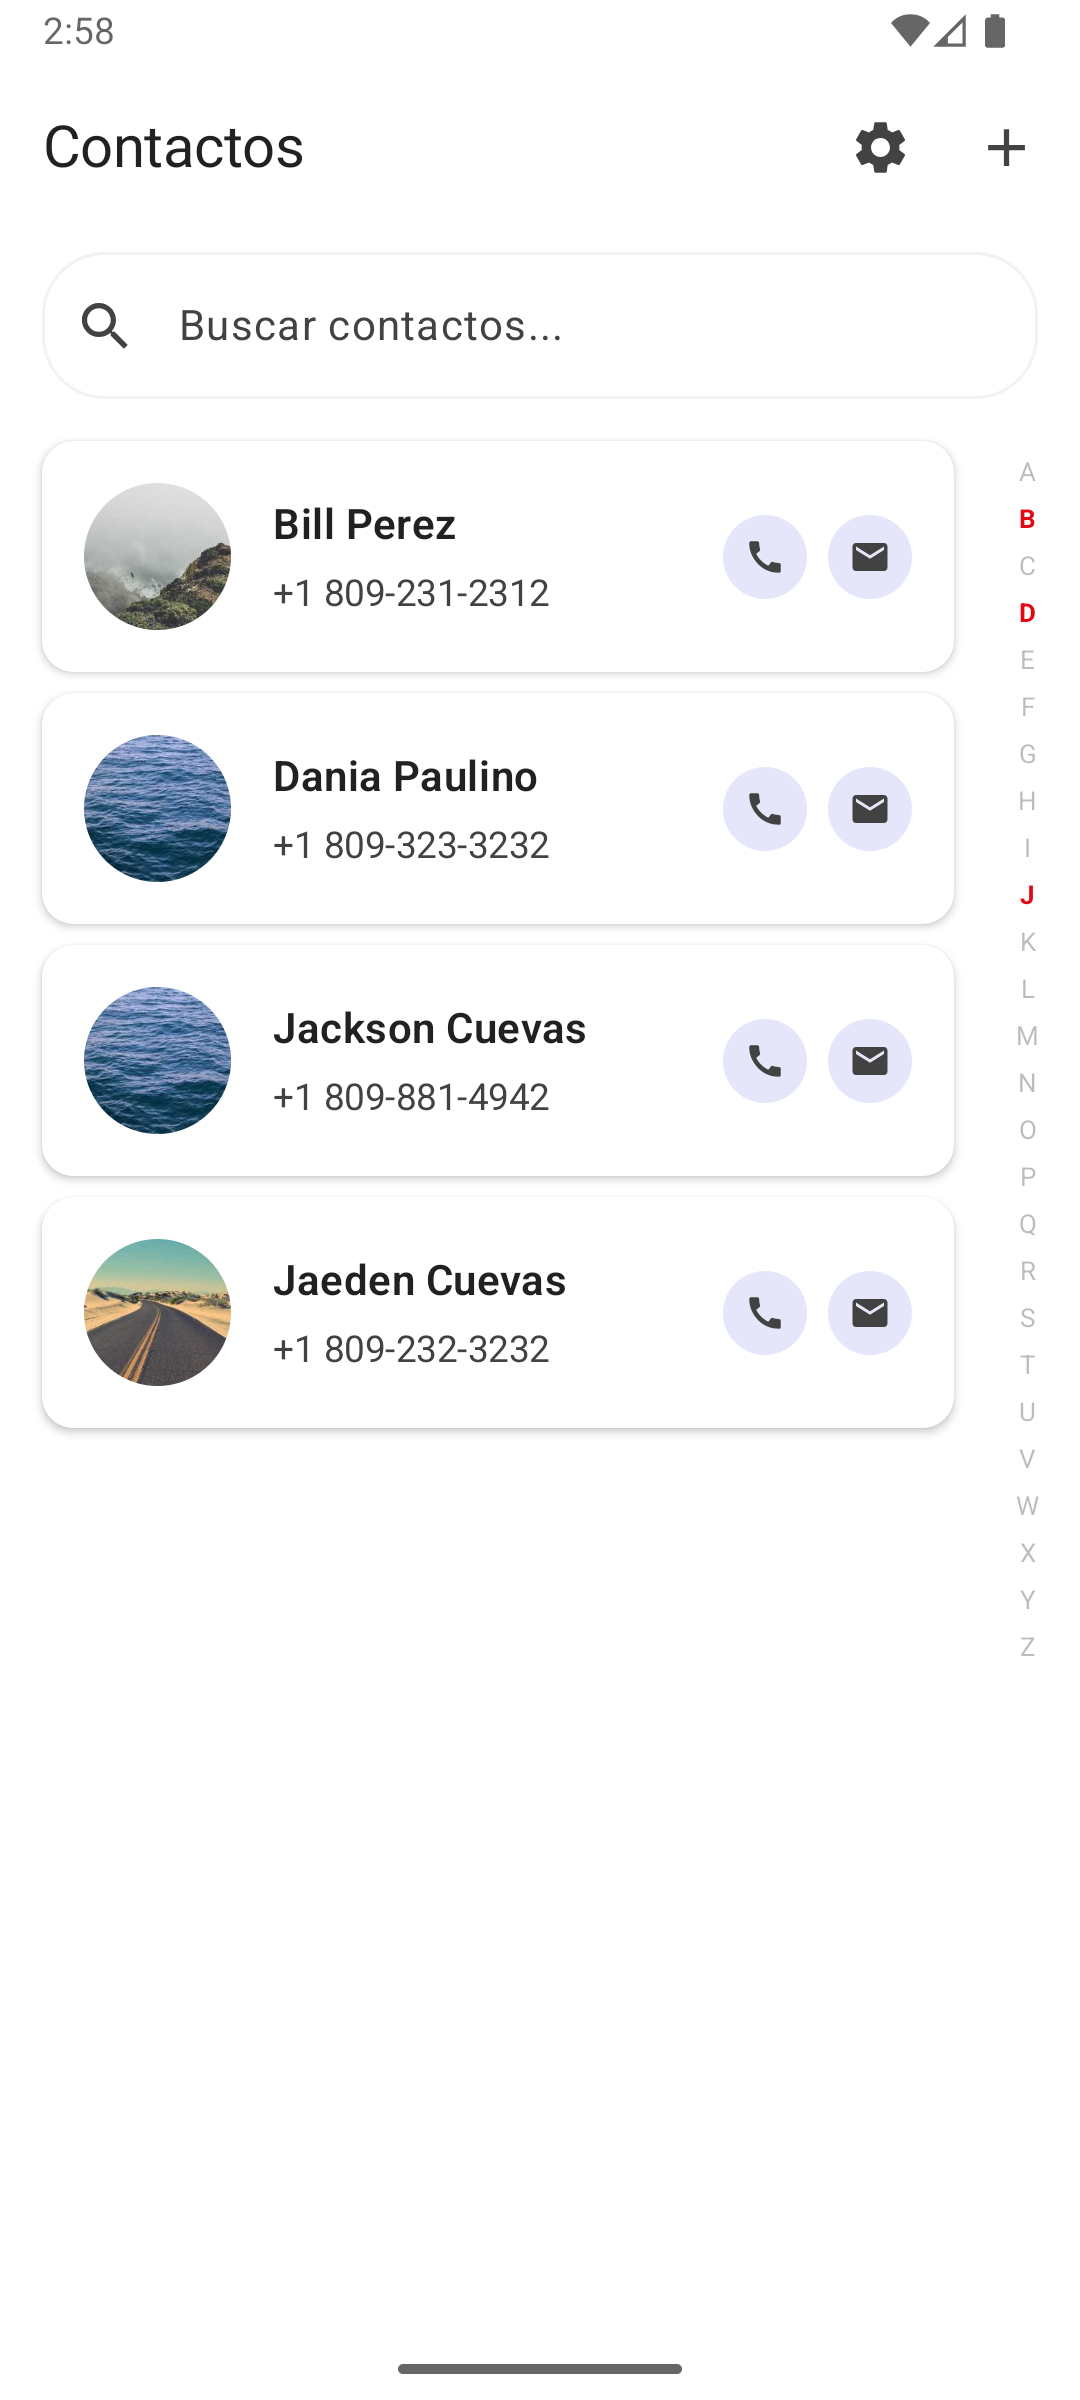 2:58
Contactos
Buscar contactos...
Bill Perez
+1 809-231-2312
Dania Paulino
+1 809-323-3232
Jackson Cuevas
+1 809-881-4942
Jaeden Cuevas
+1 809-232-3232
A
B
C
D
E
F
G
H
I
J
K
L
M
N
O
P
Q
R
S
T
U
V
W
X
Y
Z